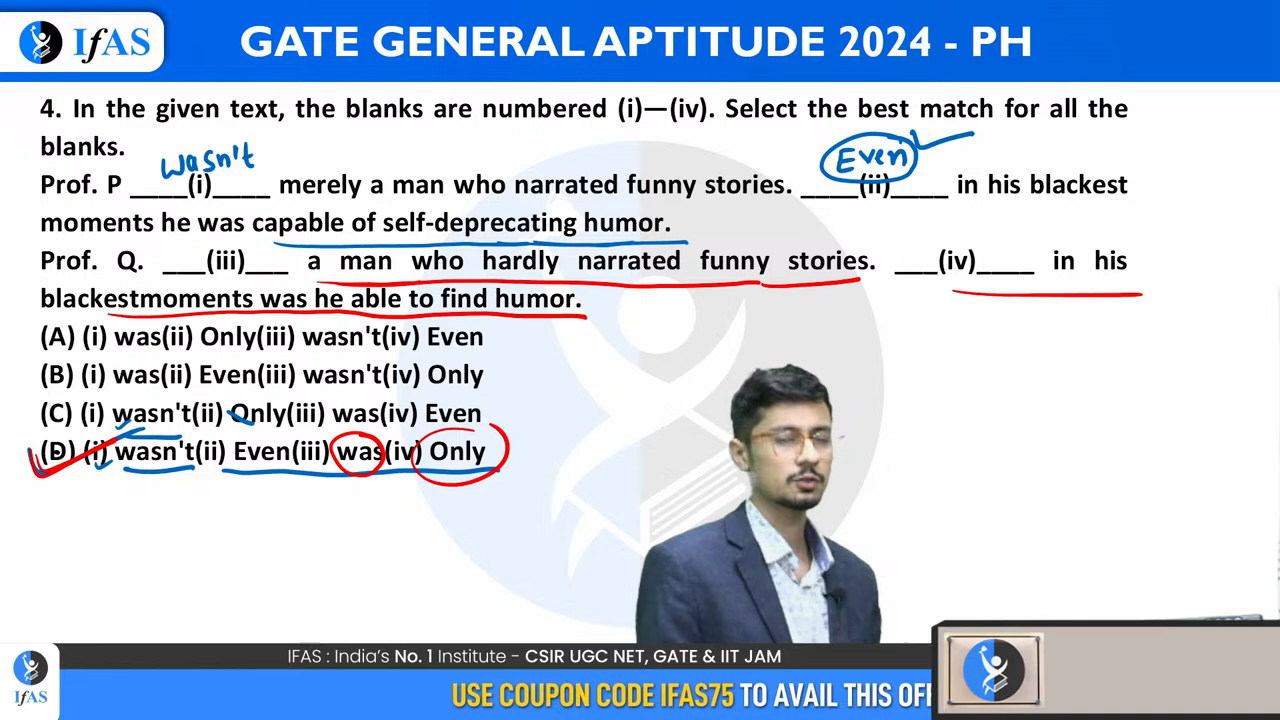 IfAS
GATE GENERAL APTITUDE 2024 - PH
4. In the given text, the blanks are numbered (i)—(iv). Select the best match for all the
blanks.
wasn't
Even
Prof. P ____(i)____ merely a man who narrated funny stories. ____(ii)____ in his blackest
moments he was capable of self-deprecating humor.
Prof. Q. ___(iii)___ a man who hardly narrated funny stories. ___(iv)____ in his
blackestmoments was he able to find humor.
(A) (i) was(ii) Only(iii) wasn't(iv) Even
(B) (i) was(ii) Even(iii) wasn't(iv) Only
(C) (i) wasn't(ii) Only(iii) was(iv) Even
(D) (i) wasn't(ii) Even(iii) was(iv) Only
IFAS : India's No. 1 Institute - CSIR UGC NET, GATE & IIT JAM
IfAS
USE COUPON CODE IFAS75 TO AVAIL THIS